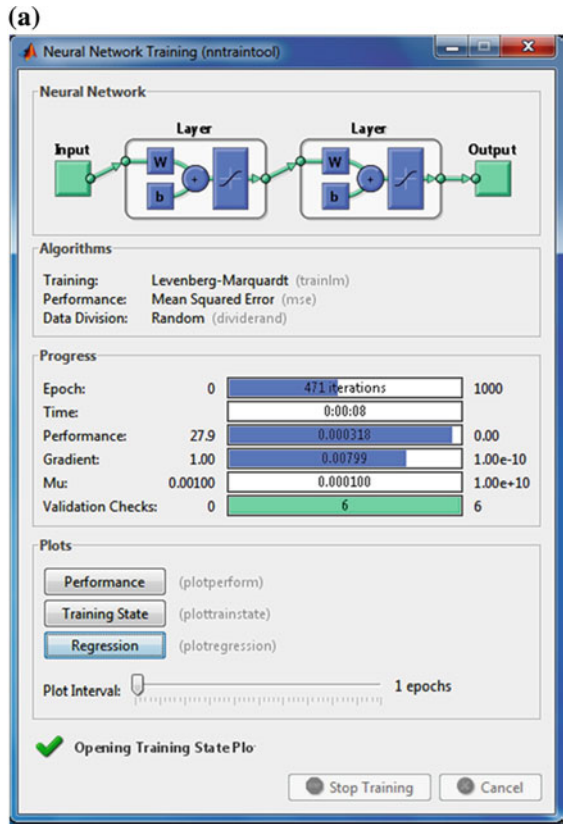 (a)
Neural Network Training (nntraintool)
Neural Network
Layer Layer
Input Output
W W
b b
+ +
Algorithms
Training: Levenberg-Marquardt (trainlm)
Performance: Mean Squared Error (mse)
Data Division: Random (dividerand)
Progress
Epoch: 0 471 iterations 1000
Time: 0:00:08
Performance: 27.9 0.000318 0.00
Gradient: 1.00 0.00799 1.00e-10
Mu: 0.00100 0.000100 1.00e+10
Validation Checks: 0 6 6
Plots
Performance (plotperform)
Training State (plottrainstate)
Regression (plotregression)
Plot Interval: 1 epochs
Opening Training State Plo
Stop Training Cancel